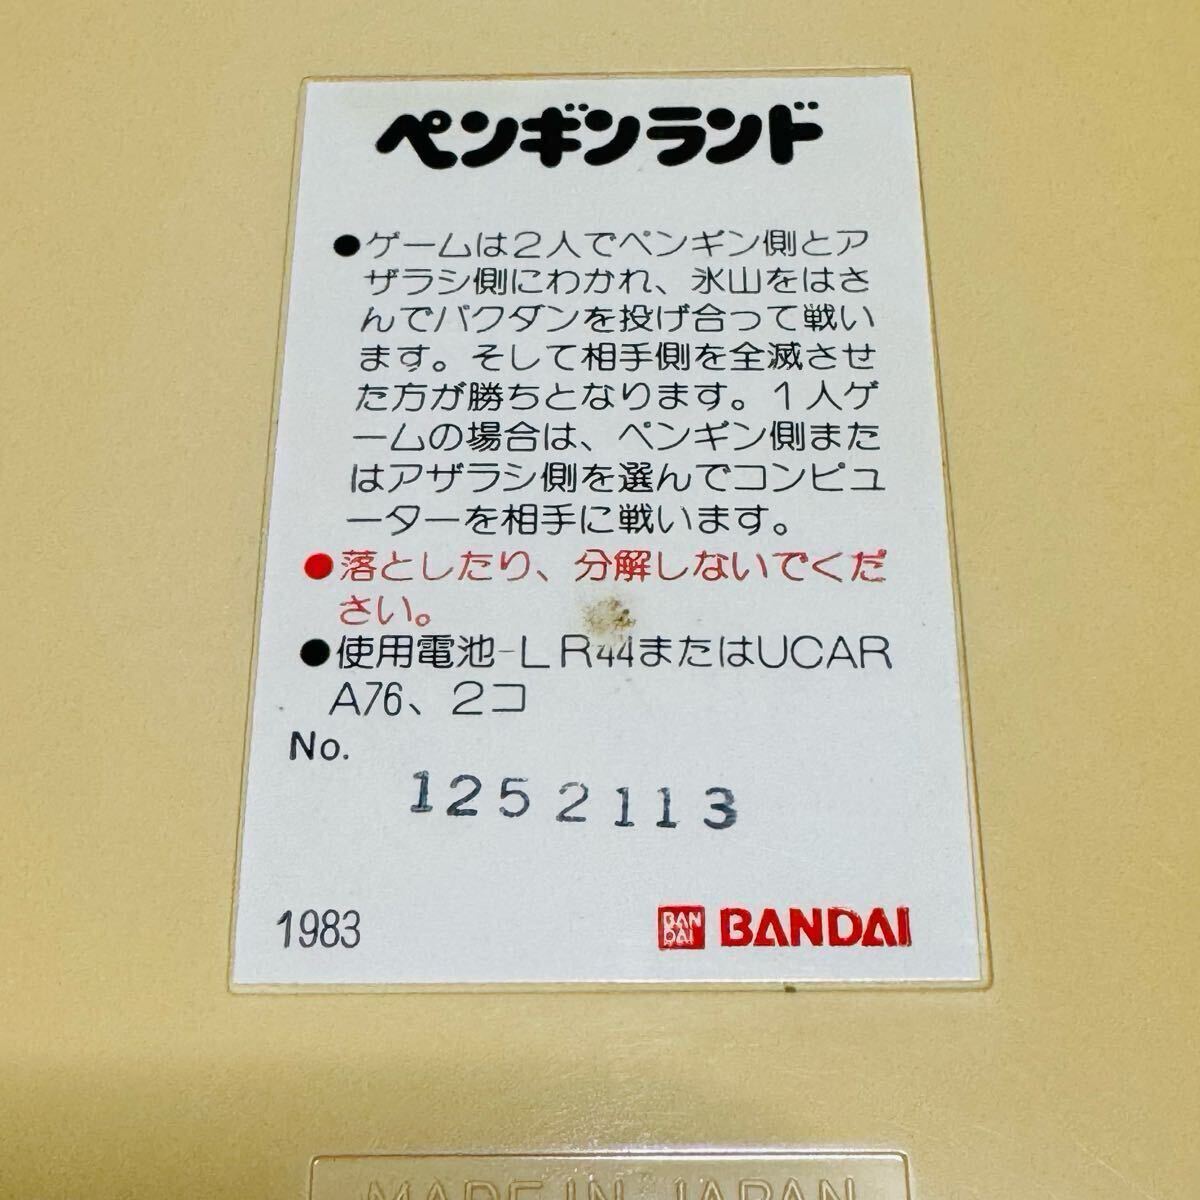 ペンギンランド
●ゲームは２人でペンギン側とア
ザラシ側にわかれ、氷山をはさ
んでバクダンを投げ合って戦い
ます。そして相手側を全滅させ
た方が勝ちとなります。１人ゲ
ームの場合は、ペンギン側また
はアザラシ側を選んでコンピュ
ーターを相手に戦います。
●落としたり、分解しないでくだ
さい。
●使用電池-LR44またはUCAR
A76、2コ
No.
1252113
1983
BAN
DAI
BANDAI
MADE IN JAPAN